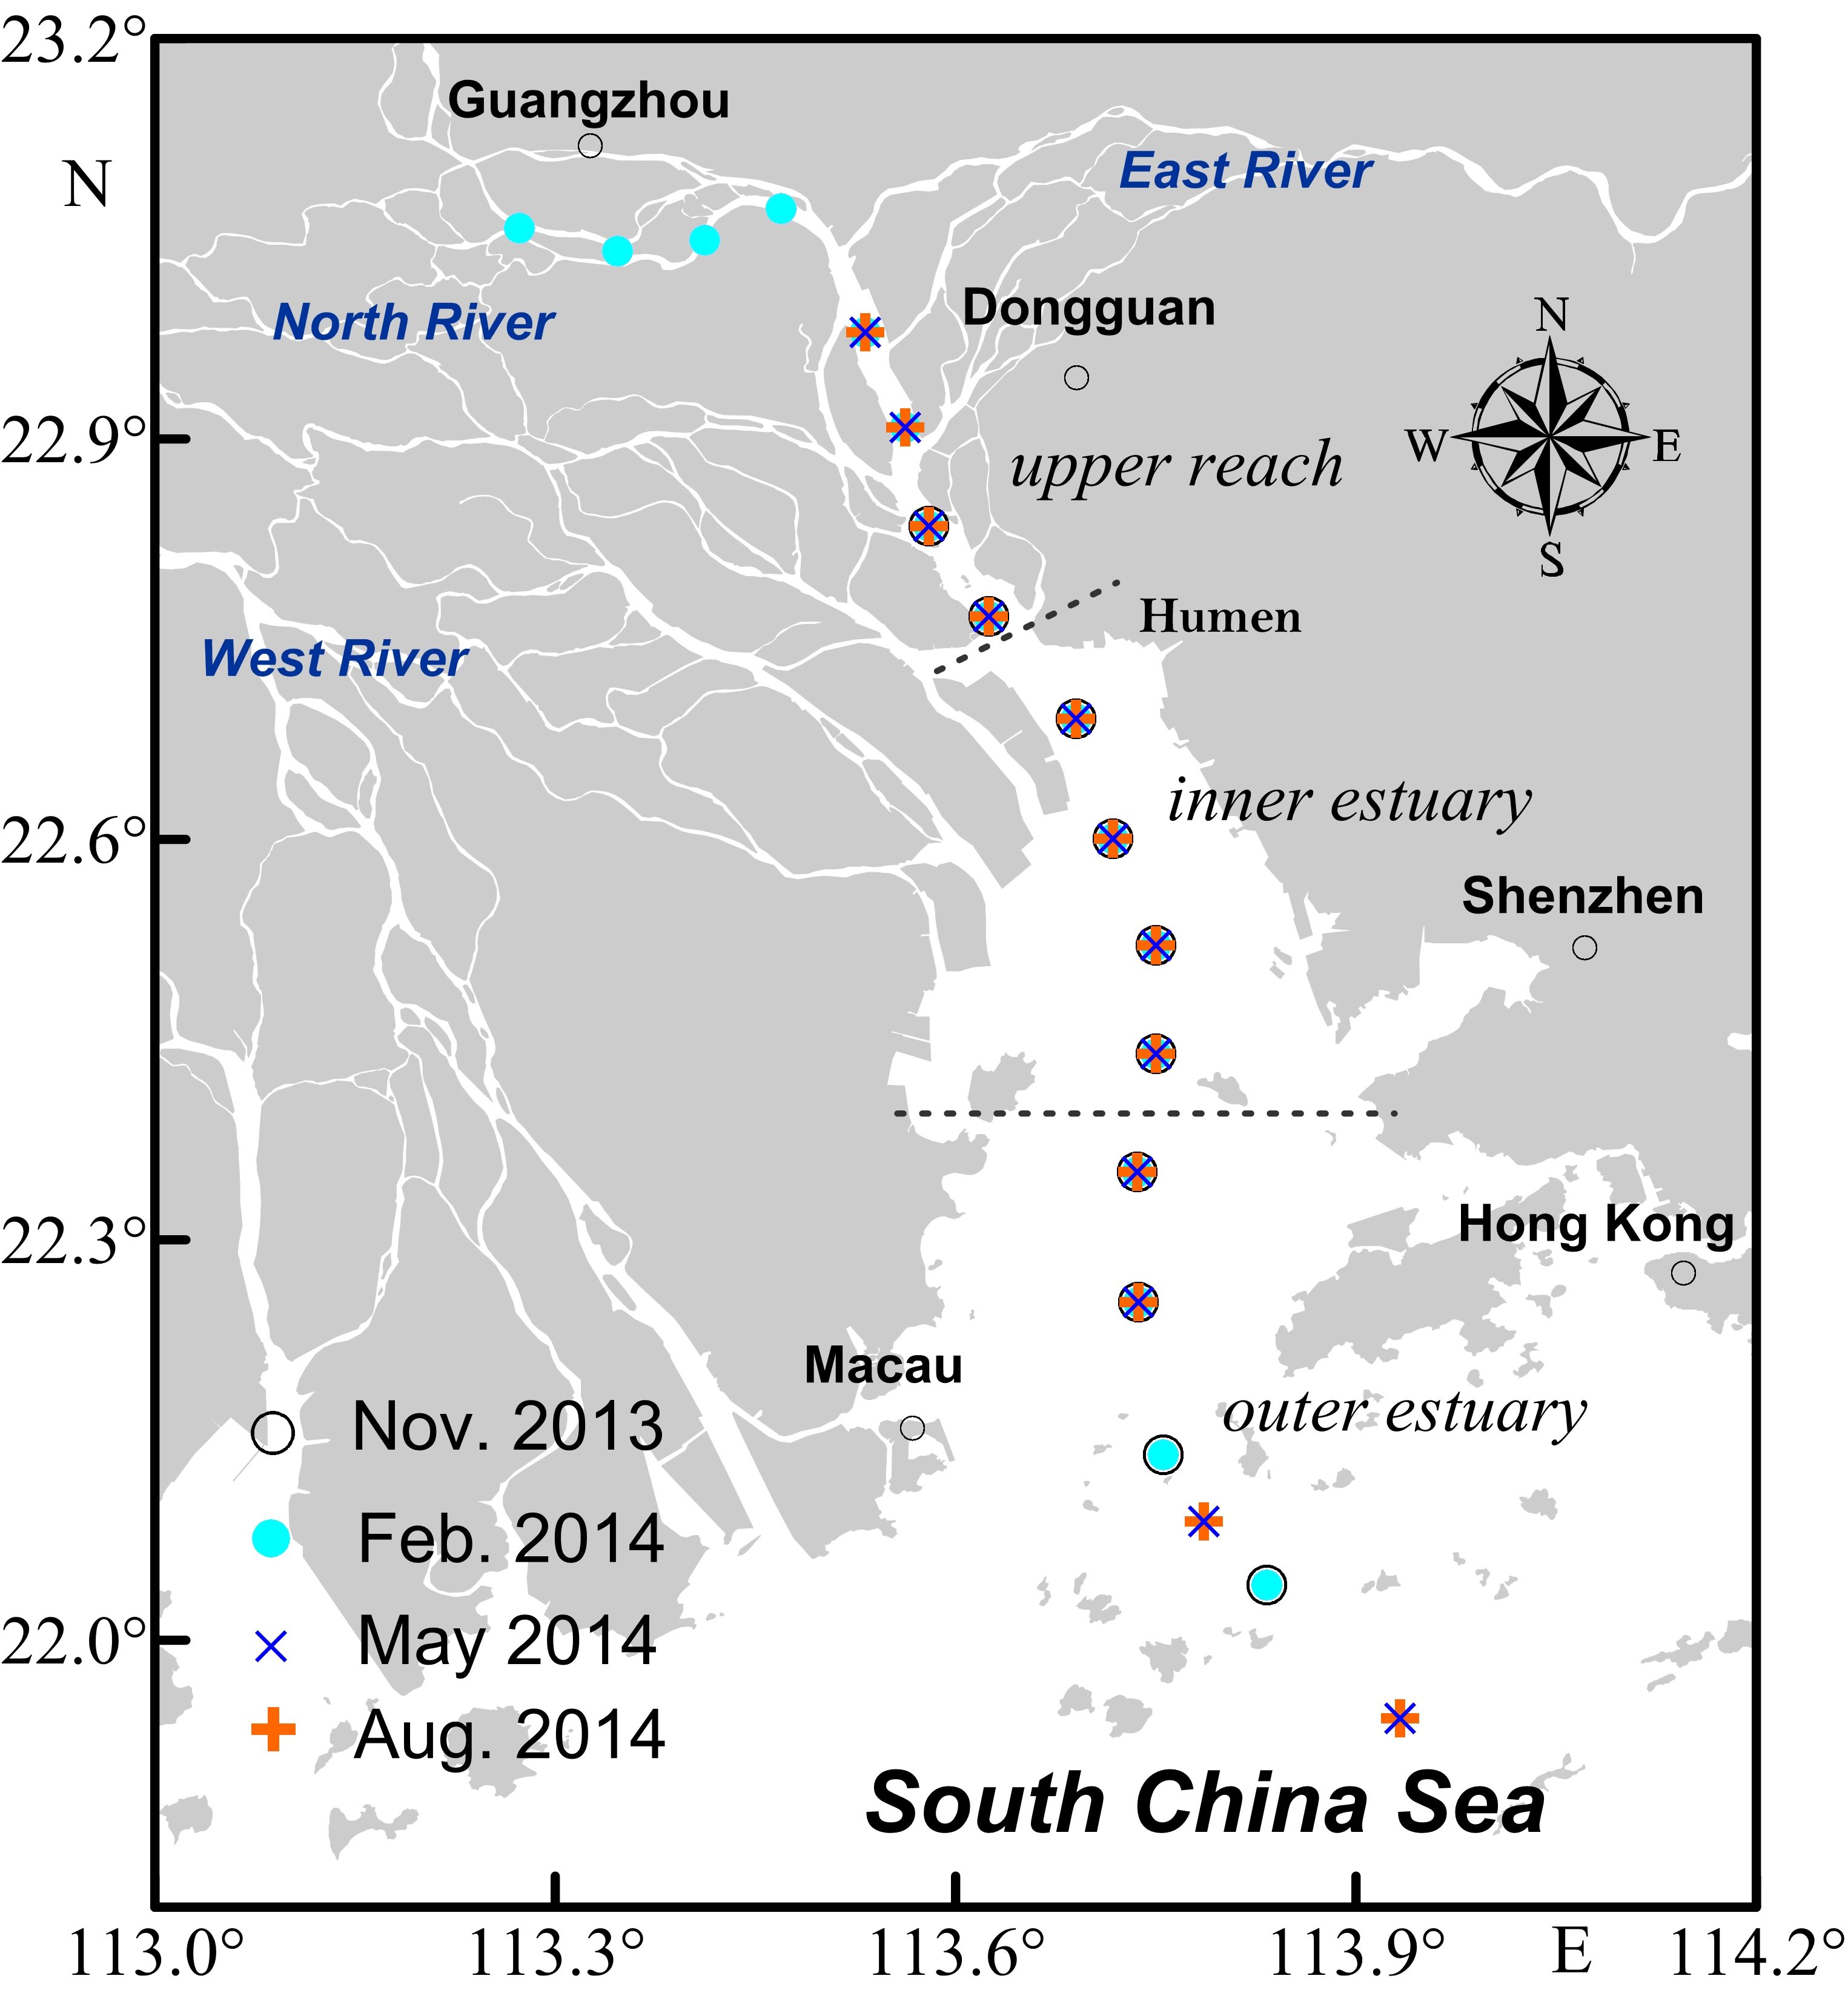 23.2°
Guangzhou
N
East River
North River
Dongguan
N
22.9°
W
E
upper reach
S
Humen
West River
inner estuary
22.6°
Shenzhen
22.3°
Hong Kong
Macau
outer estuary
Nov. 2013
Feb. 2014
22.0°
May 2014
Aug. 2014
South China Sea
113.0°
113.3°
113.6°
113.9°
E
114.2°